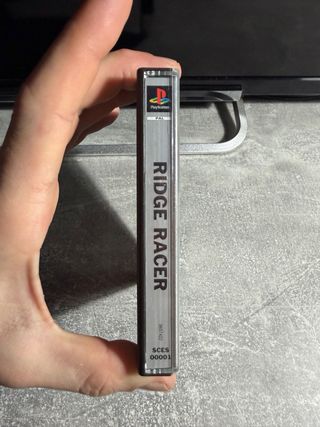 PlayStation
PAL
RIDGE RACER
SCES
00001